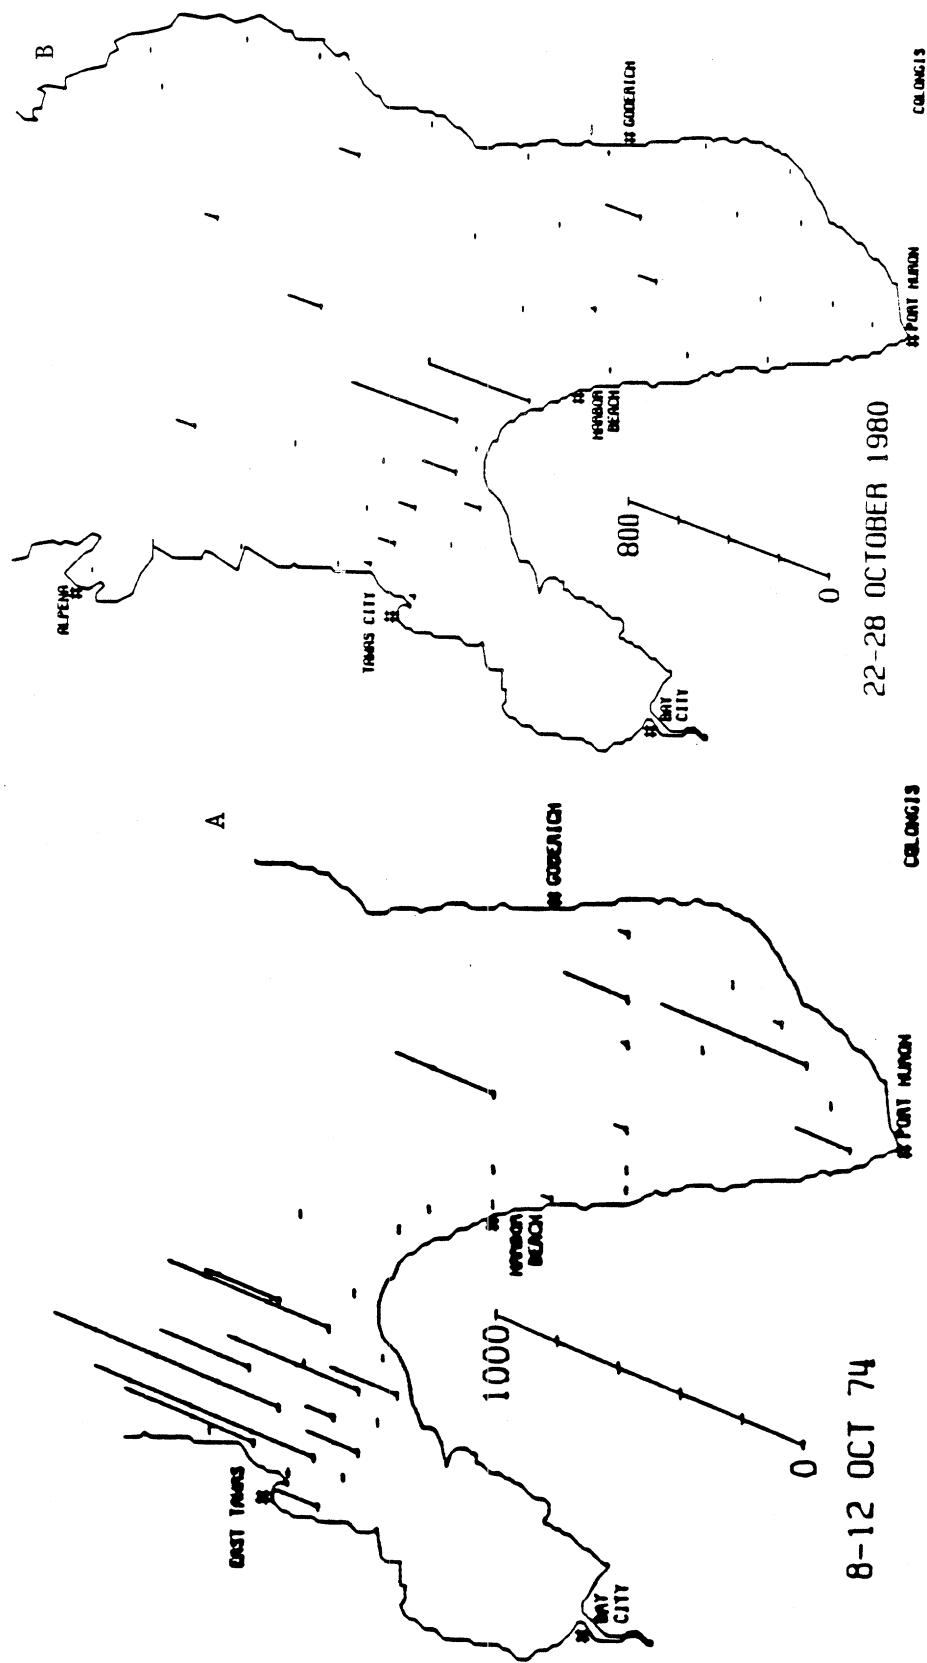 A
EAST TAWAS
#
# GODERICH
#
HARBOR
BEACH
1000
0
#
BAY
CITY
# PORT HURON
8-12 OCT 74
COLONGIS
B
ALPENA
#
TAWAS CITY
#
# GODERICH
#
HARBOR
BEACH
800
0
#
BAY
CITY
# PORT HURON
22-28 OCTOBER 1980
COLONGIS